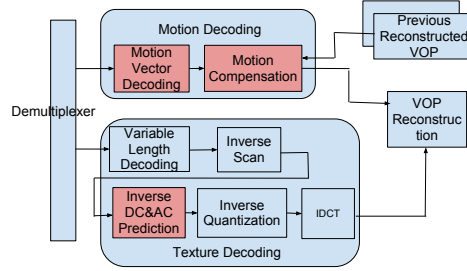 Motion Decoding
Previous
Reconstructed
VOP
Motion
Vector
Decoding
Motion
Compensation
Demultiplexer
VOP
Reconstruc
tion
Variable
Length
Decoding
Inverse
Scan
Inverse
DC&AC
Prediction
Inverse
Quantization
IDCT
Texture Decoding